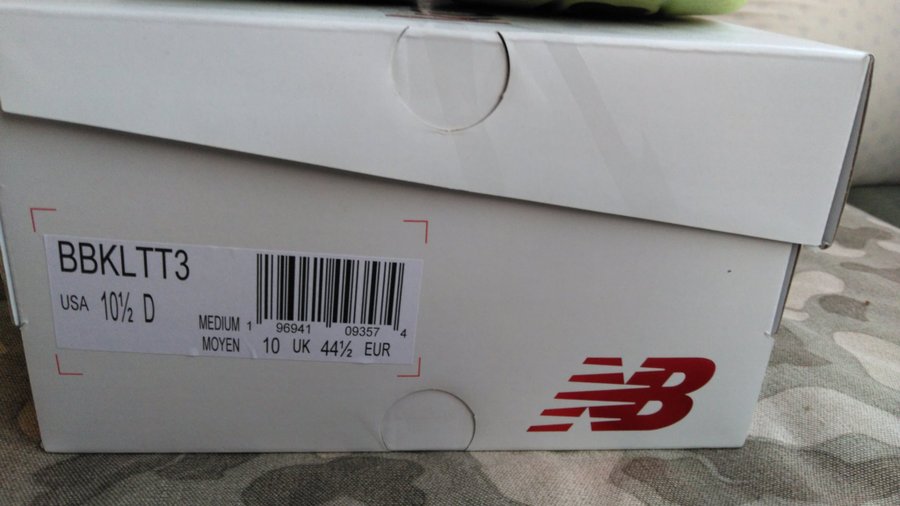 BBKLTT3
USA 10½ D
MEDIUM 1 96941 09357 4
MOYEN 10 UK 44½ EUR
NB